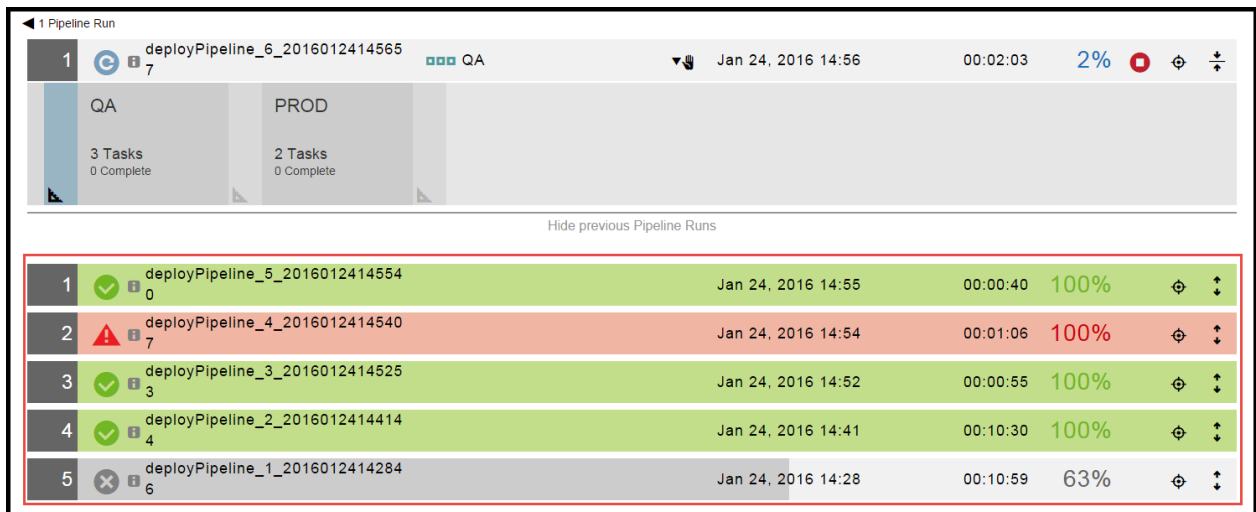 1 Pipeline Run
1 deployPipeline_6_2016012414565 QA Jan 24, 2016 14:56 00:02:03 2%
7
QA PROD
3 Tasks 2 Tasks
0 Complete 0 Complete
Hide previous Pipeline Runs
1 deployPipeline_5_2016012414554 Jan 24, 2016 14:55 00:00:40 100%
0
2 deployPipeline_4_2016012414540 Jan 24, 2016 14:54 00:01:06 100%
7
3 deployPipeline_3_2016012414525 Jan 24, 2016 14:52 00:00:55 100%
3
4 deployPipeline_2_2016012414414 Jan 24, 2016 14:41 00:10:30 100%
4
5 deployPipeline_1_2016012414284 Jan 24, 2016 14:28 00:10:59 63%
6